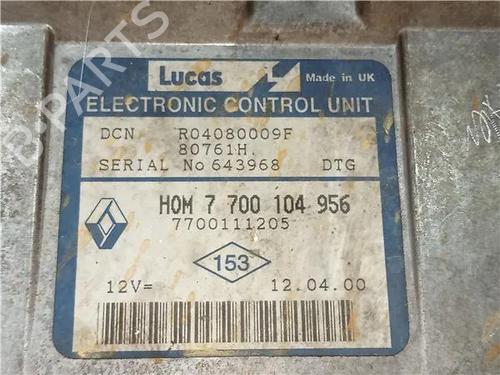 Lucas Made in UK
ELECTRONIC CONTROL UNIT
DCN R04080009F
80761H.
SERIAL No 643968 DTG
HOM 7 700 104 956
7700111205
153
12V= 12.04.00
B-PARTS